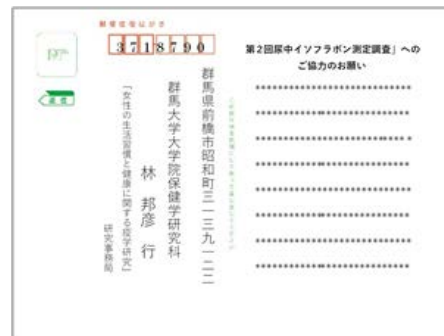 郵便往復はがき
3718790
返信
群馬県前橋市昭和町三ー三九ー二二
群馬大学大学院保健学研究科
林 邦彦 行
「女性の生活習慣と健康に関する疫学研究」
研究事務局
第2回尿中イソフラボン測定調査」への
ご協力のお願い
********************************
********************************
********************************
********************************
********************************
********************************
********************************
********************************